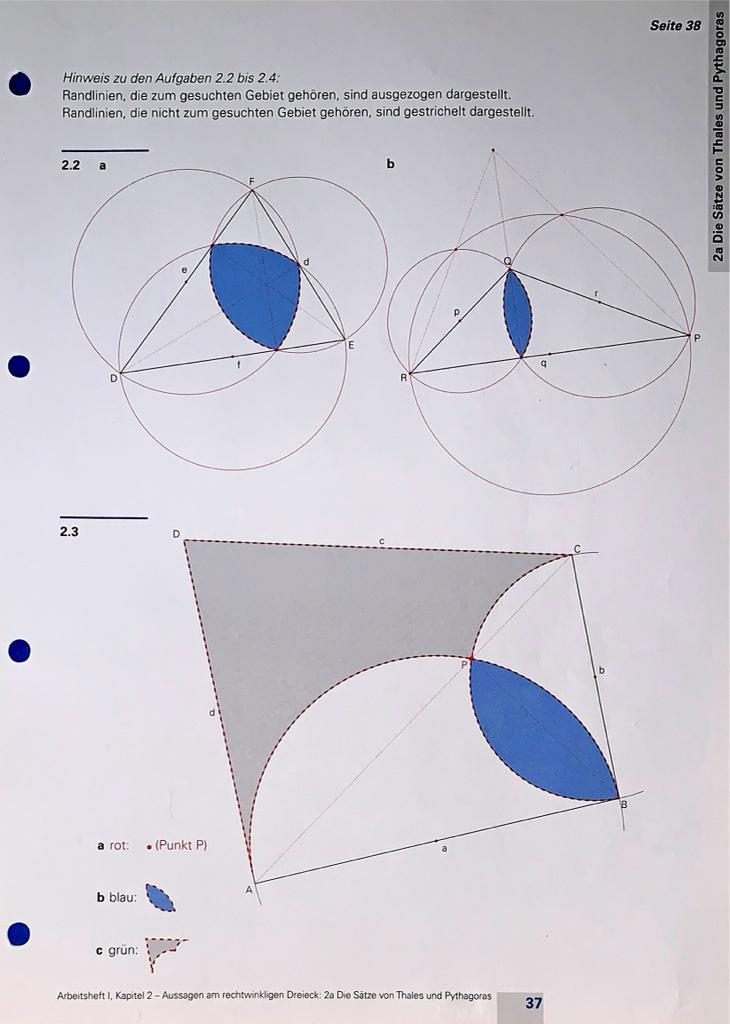 Seite 38
2a Die Sätze von Thales und Pythagoras
Hinweis zu den Aufgaben 2.2 bis 2.4:
Randlinien, die zum gesuchten Gebiet gehören, sind ausgezogen dargestellt.
Randlinien, die nicht zum gesuchten Gebiet gehören, sind gestrichelt dargestellt.
2.2 a
F
e
d
D
f
E
b
Q
p
r
R
q
P
2.3
D
c
C
P
b
d
B
a
A
a rot: • (Punkt P)
b blau:
c grün:
Arbeitsheft I, Kapitel 2 – Aussagen am rechtwinkligen Dreieck: 2a Die Sätze von Thales und Pythagoras
37